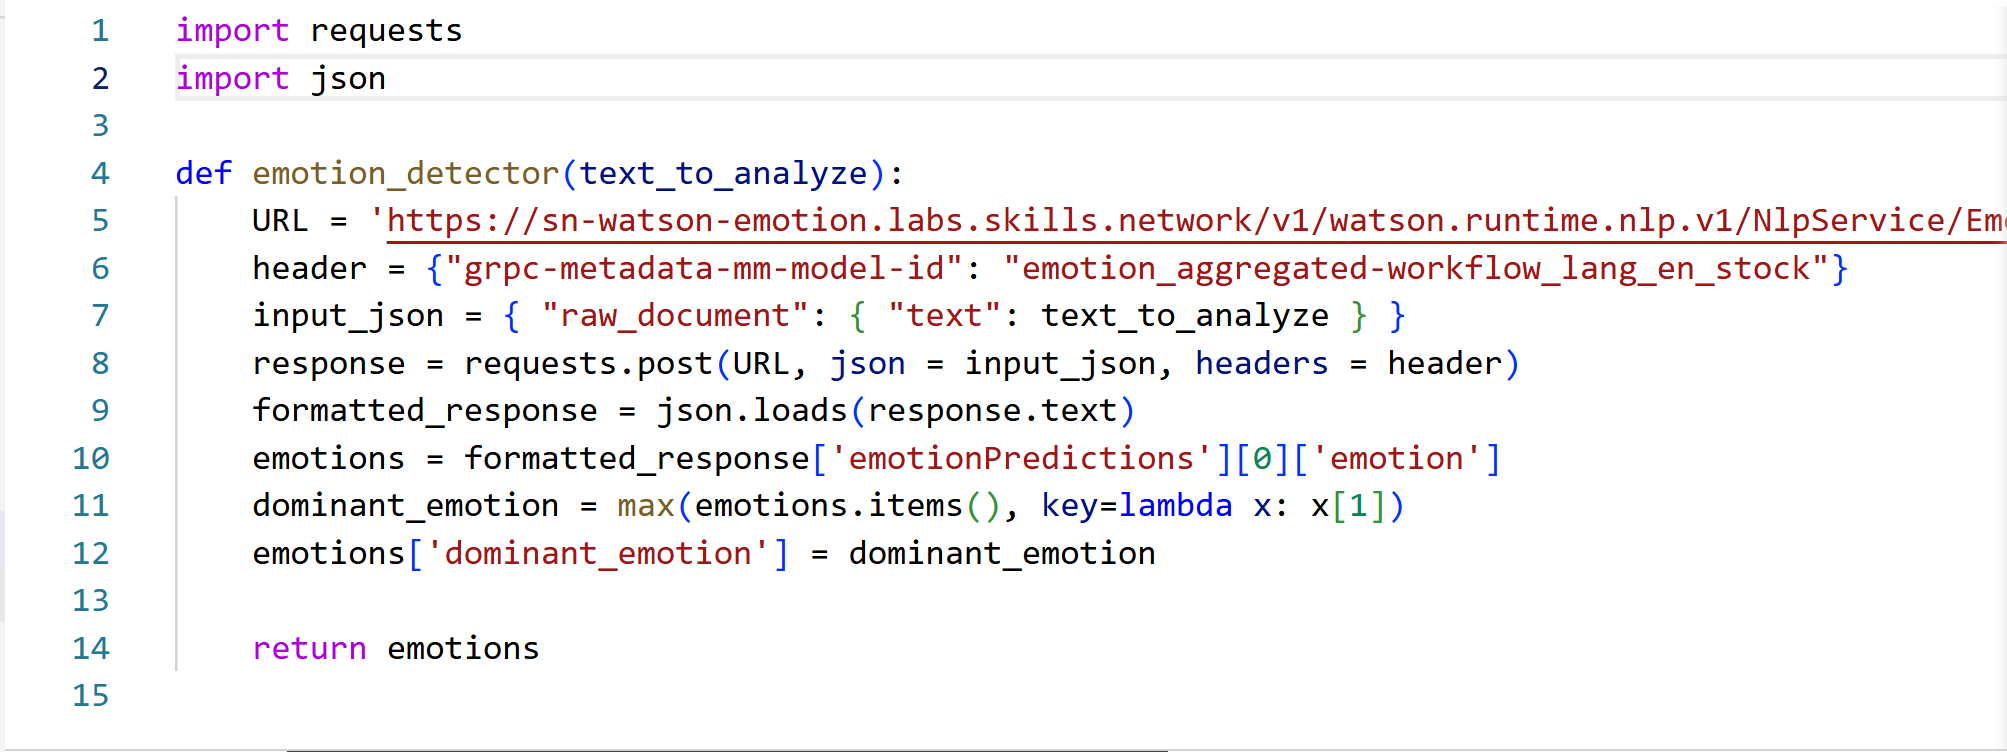 1 import requests
2 import json
3
4 def emotion_detector(text_to_analyze):
5     URL = 'https://sn-watson-emotion.labs.skills.network/v1/watson.runtime.nlp.v1/NlpService/Em
6     header = {"grpc-metadata-mm-model-id": "emotion_aggregated-workflow_lang_en_stock"}
7     input_json = { "raw_document": { "text": text_to_analyze } }
8     response = requests.post(URL, json = input_json, headers = header)
9     formatted_response = json.loads(response.text)
10     emotions = formatted_response['emotionPredictions'][0]['emotion']
11     dominant_emotion = max(emotions.items(), key=lambda x: x[1])
12     emotions['dominant_emotion'] = dominant_emotion
13
14     return emotions
15